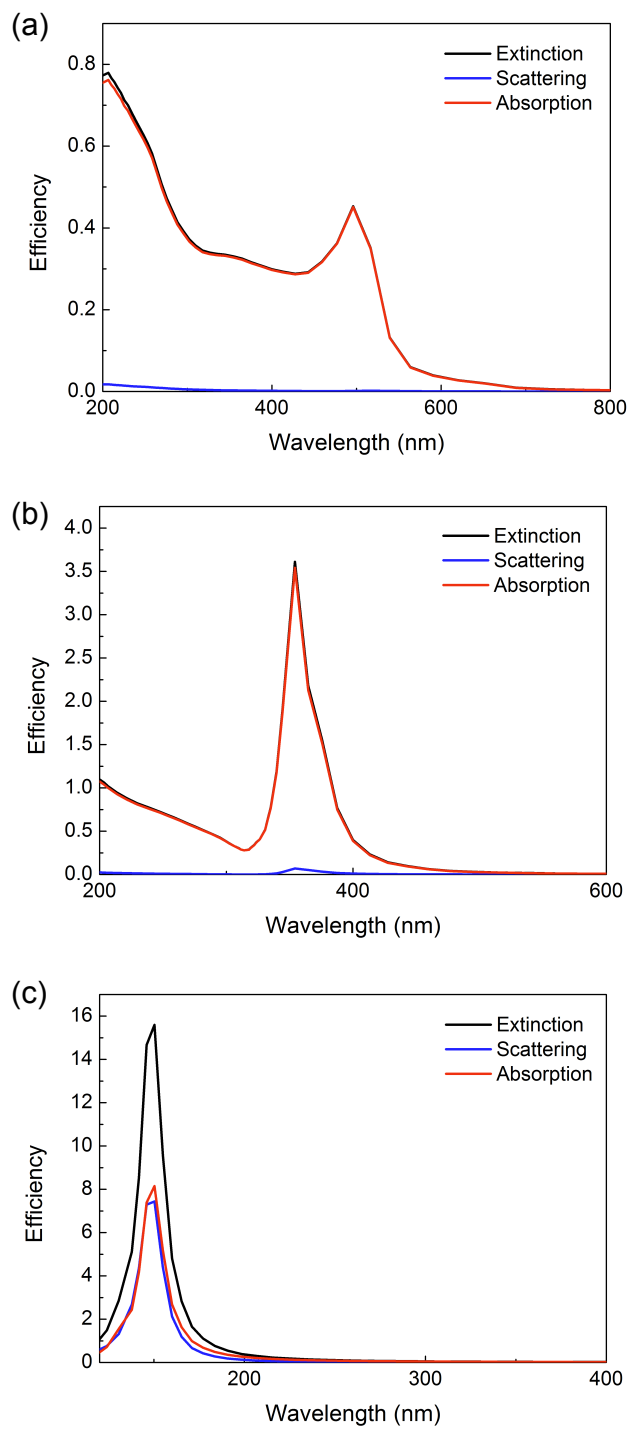 (a)
Extinction
Scattering
Absorption
0.8
0.6
0.4
0.2
0.0
Efficiency
200
400
600
800
Wavelength (nm)
(b)
Extinction
Scattering
Absorption
4.0
3.5
3.0
2.5
2.0
1.5
1.0
0.5
0.0
Efficiency
200
400
600
Wavelength (nm)
(c)
Extinction
Scattering
Absorption
16
14
12
10
8
6
4
2
0
Efficiency
200
300
400
Wavelength (nm)